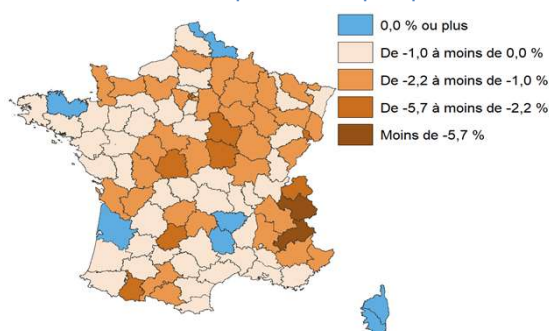 0,0 % ou plus
De -1,0 à moins de 0,0 %
De -2,2 à moins de -1,0 %
De -5,7 à moins de -2,2 %
Moins de -5,7 %